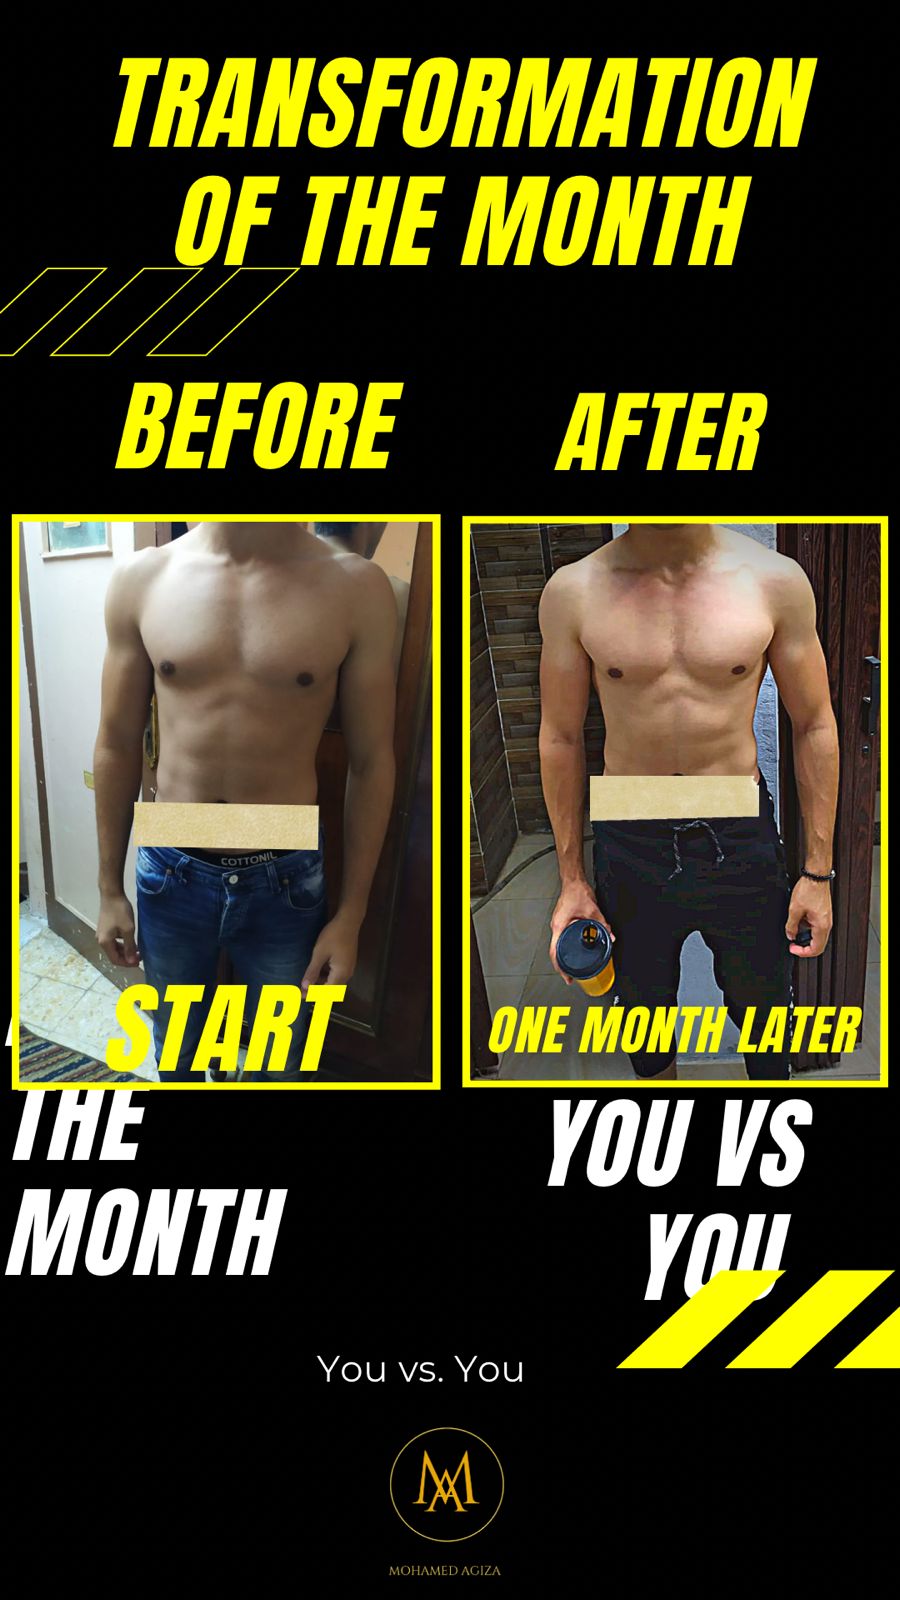 TRANSFORMATION
OF THE MONTH
BEFORE
AFTER
COTTONIL
START
ONE MONTH LATER
THE
MONTH
YOU VS
YOU
You vs. You
MA
MOHAMED AGIZA